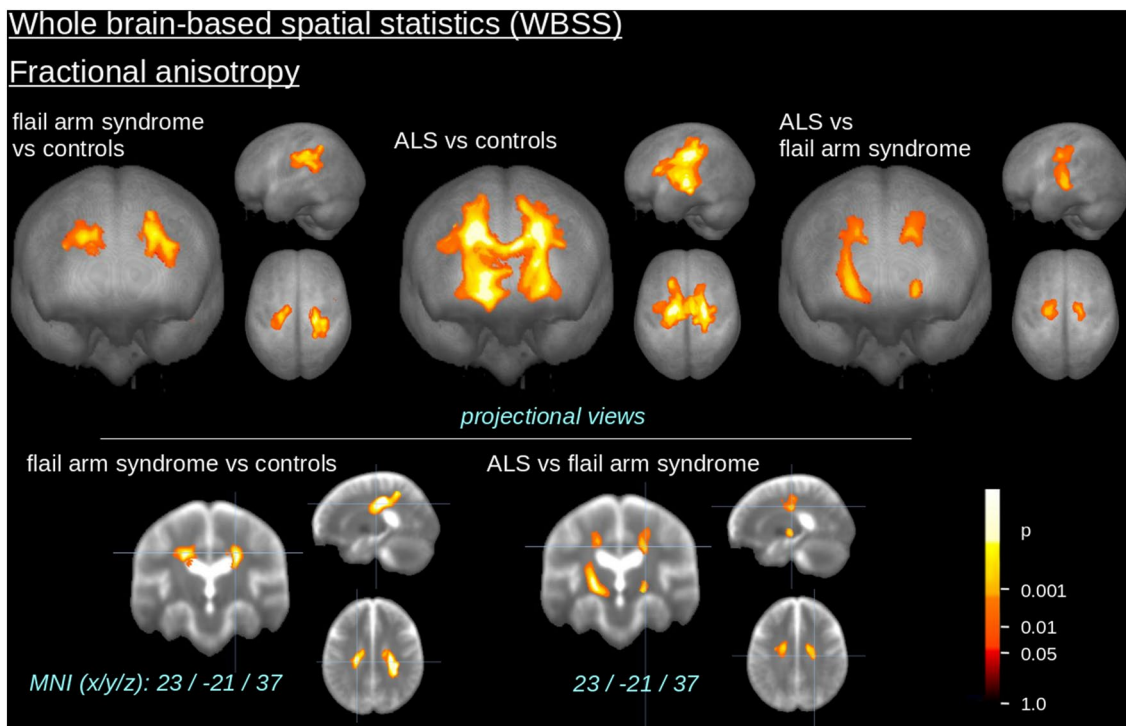 Whole brain-based spatial statistics (WBSS)
Fractional anisotropy
flail arm syndrome
vs controls
ALS vs controls
ALS vs
flail arm syndrome
projectional views
flail arm syndrome vs controls
ALS vs flail arm syndrome
p
0.001
0.01
0.05
1.0
MNI (x/y/z): 23 / -21 / 37
23 / -21 / 37